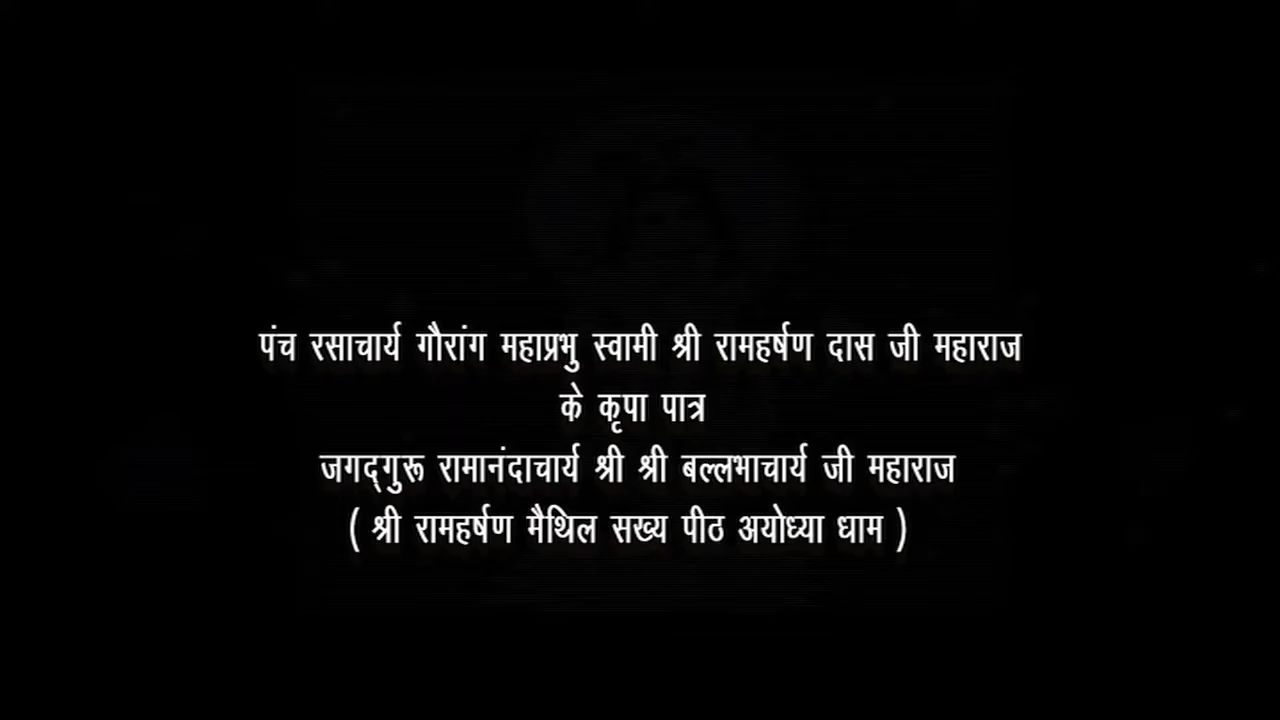 पंच रसाचार्य गौरांग महाप्रभु स्वामी श्री रामहर्षण दास जी महाराज
के कृपा पात्र
जगद्गुरू रामानंदाचार्य श्री श्री बल्लभाचार्य जी महाराज
( श्री रामहर्षण मैथिल सख्य पीठ अयोध्या धाम )